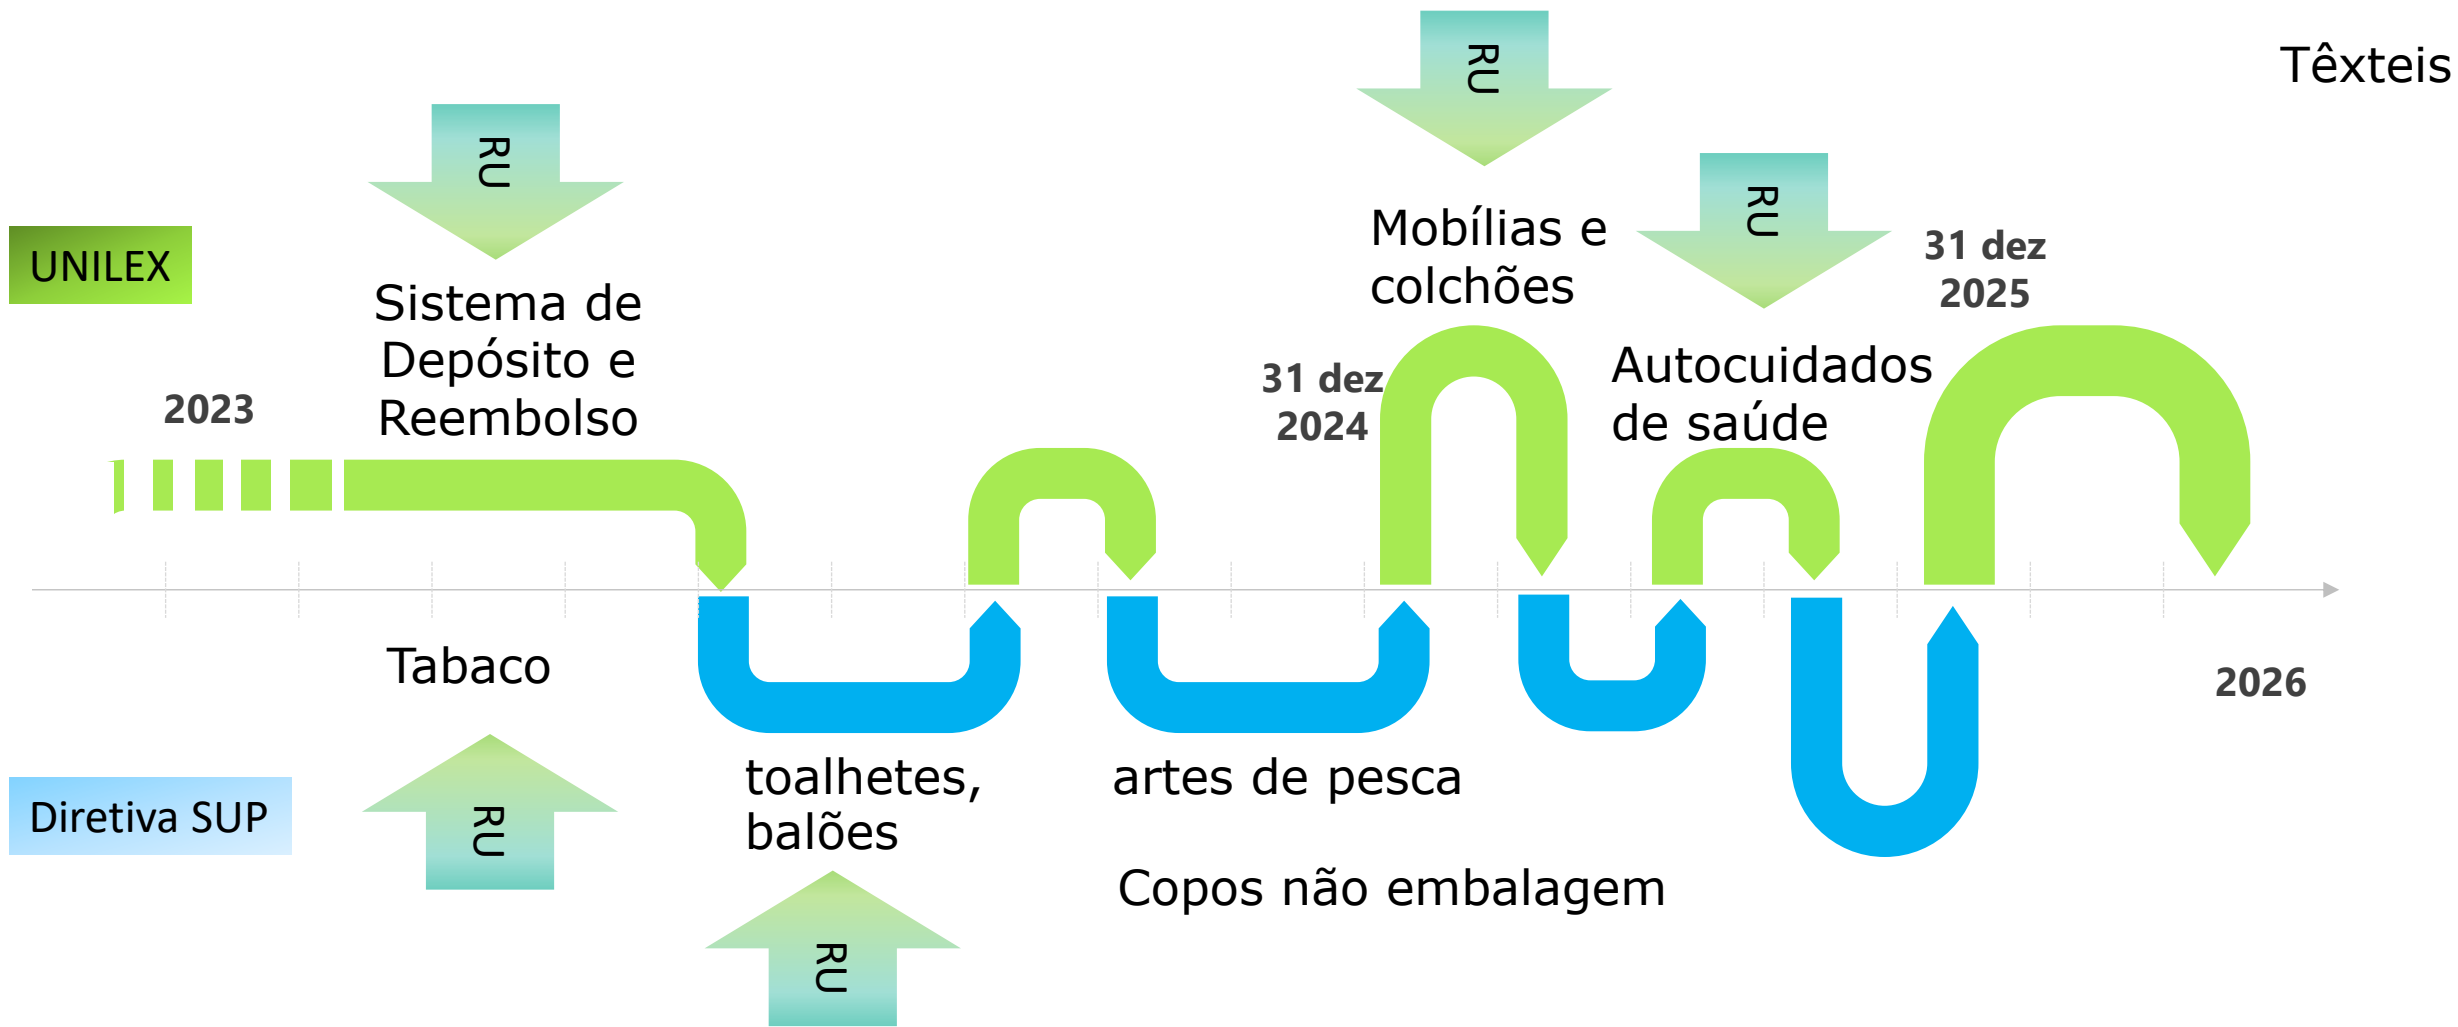 RU
Têxteis
RU
RU
Mobílias e
colchões
31 dez
2025
UNILEX
Sistema de
Depósito e
Reembolso
Autocuidados
de saúde
31 dez
2024
2023
Tabaco
2026
toalhetes,
balões
artes de pesca
Diretiva SUP
RU
Copos não embalagem
RU